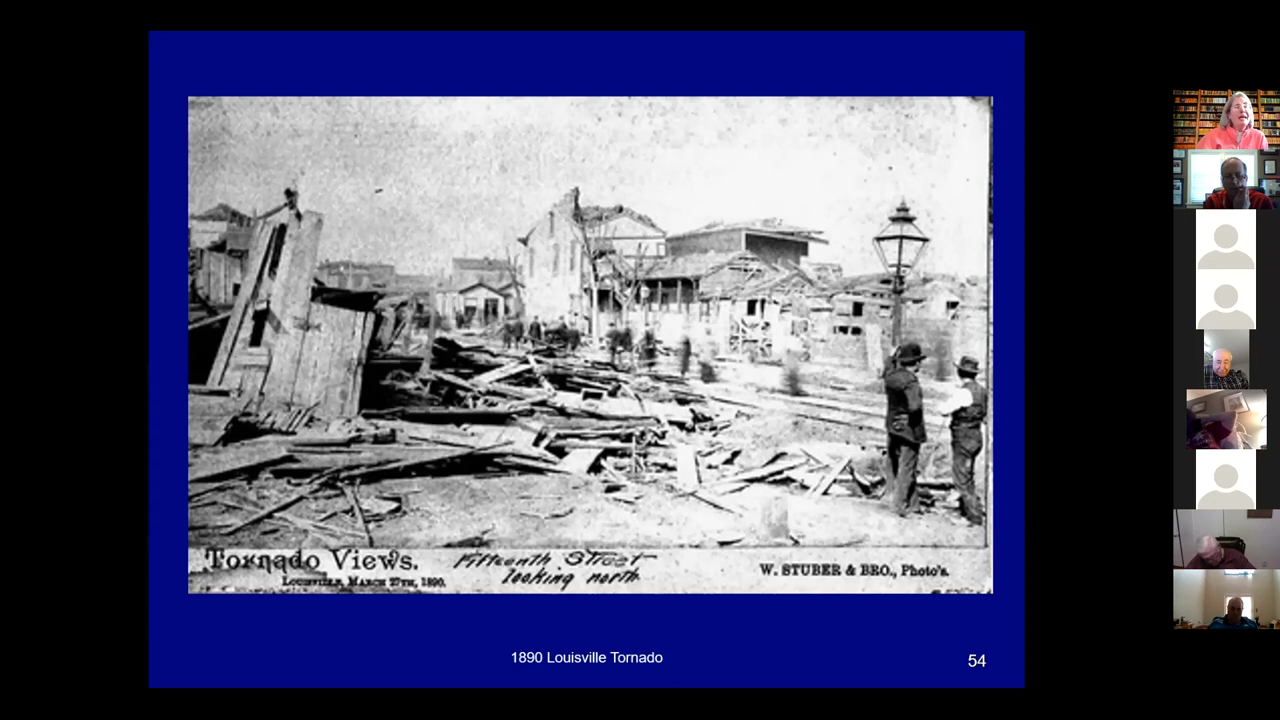 Tornado Views.
Louisville, March 27th, 1890.
Fifteenth Street
looking north
W. STUBER & BRO., Photo's.
1890 Louisville Tornado
54